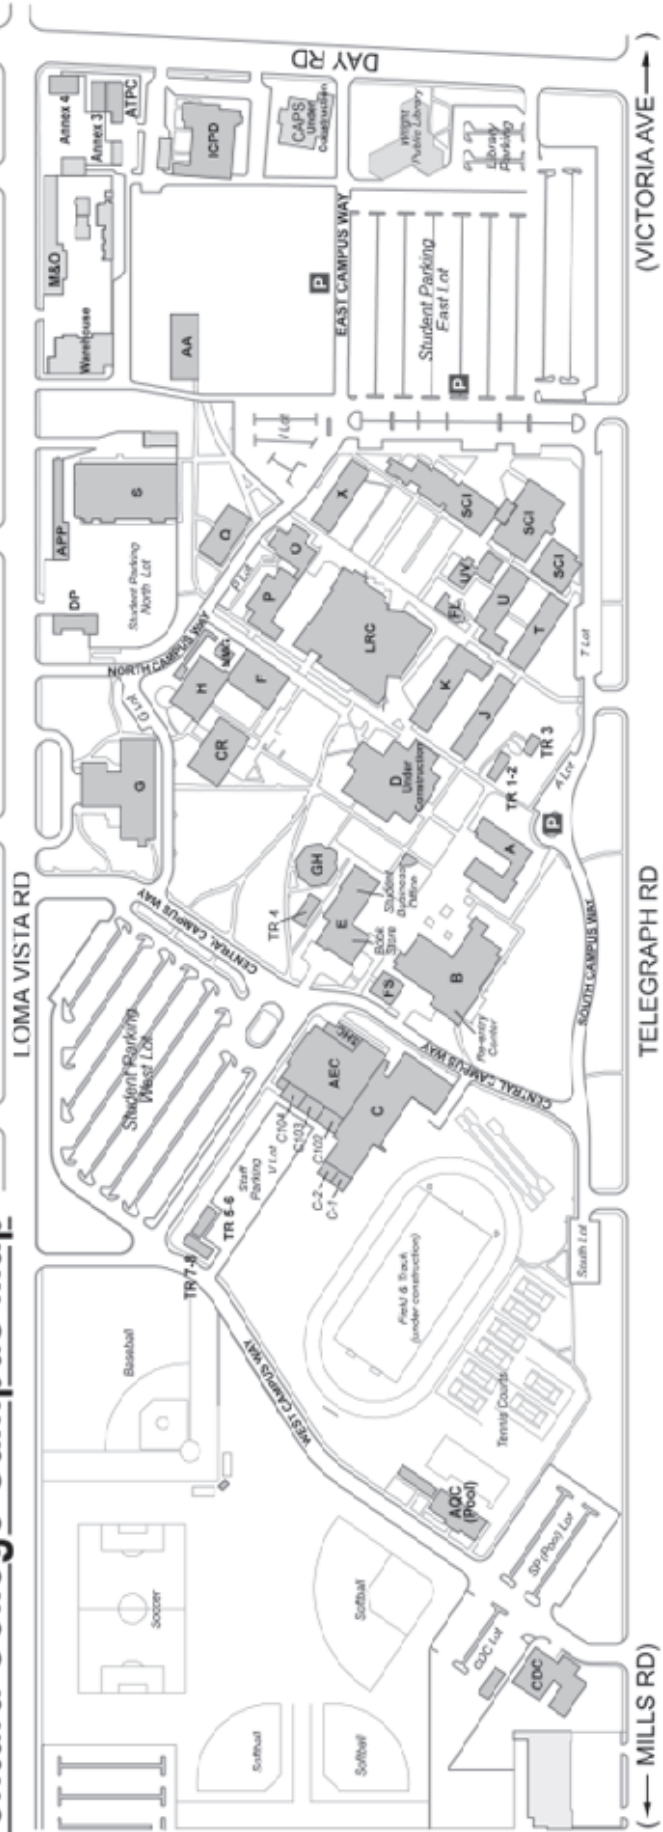 LOMA VISTA RD
DAY RD
Annex 4
Annex 3
ATPC
ICPD
CAPS
Under
Construction
Wright
Public Library
Library
Parking
(VICTORIA AVE
)
M&O
Warehouse
AA
P
EAST CAMPUS WAY
Student Parking
East Lot
P
I Lot
APP
S
DP
Student Parking
North Lot
Q
X
SCI
SCI
SCI
NORTH CAMPUS WAY
P Lot
O
P
LRC
UV
FL
U
T
T Lot
G Lot
H
F
CR
K
J
G
D
Under
Construction
TR 1-2
TR 3
A Lot
P
A
GH
TR 4
E
Student
Business
Office
Book
Store
FS
B
Re-entry
Center
CENTRAL CAMPUS WAY
CENTRAL CAMPUS WAY
CENTRAL CAMPUS WAY
SOUTH CAMPUS WAY
TELEGRAPH RD
Student Parking
West Lot
SHC
AEC
C
C104
C103
C102
C-2
C-1
Staff
Parking
V Lot
TR 5-6
TR 7-8
Field & Track
(under construction)
South Lot
WEST CAMPUS WAY
Baseball
Tennis Courts
AQC
(Pool)
SP (Pool) Lot
CDC Lot
CDC
Soccer
Softball
Softball
Softball
(
MILLS RD)